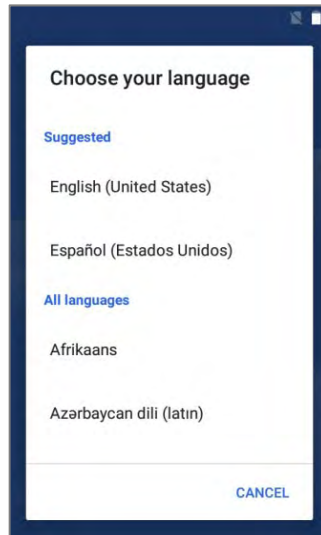 Choose your language
Suggested
English (United States)
Español (Estados Unidos)
All languages
Afrikaans
Azərbaycan dili (latın)
CANCEL